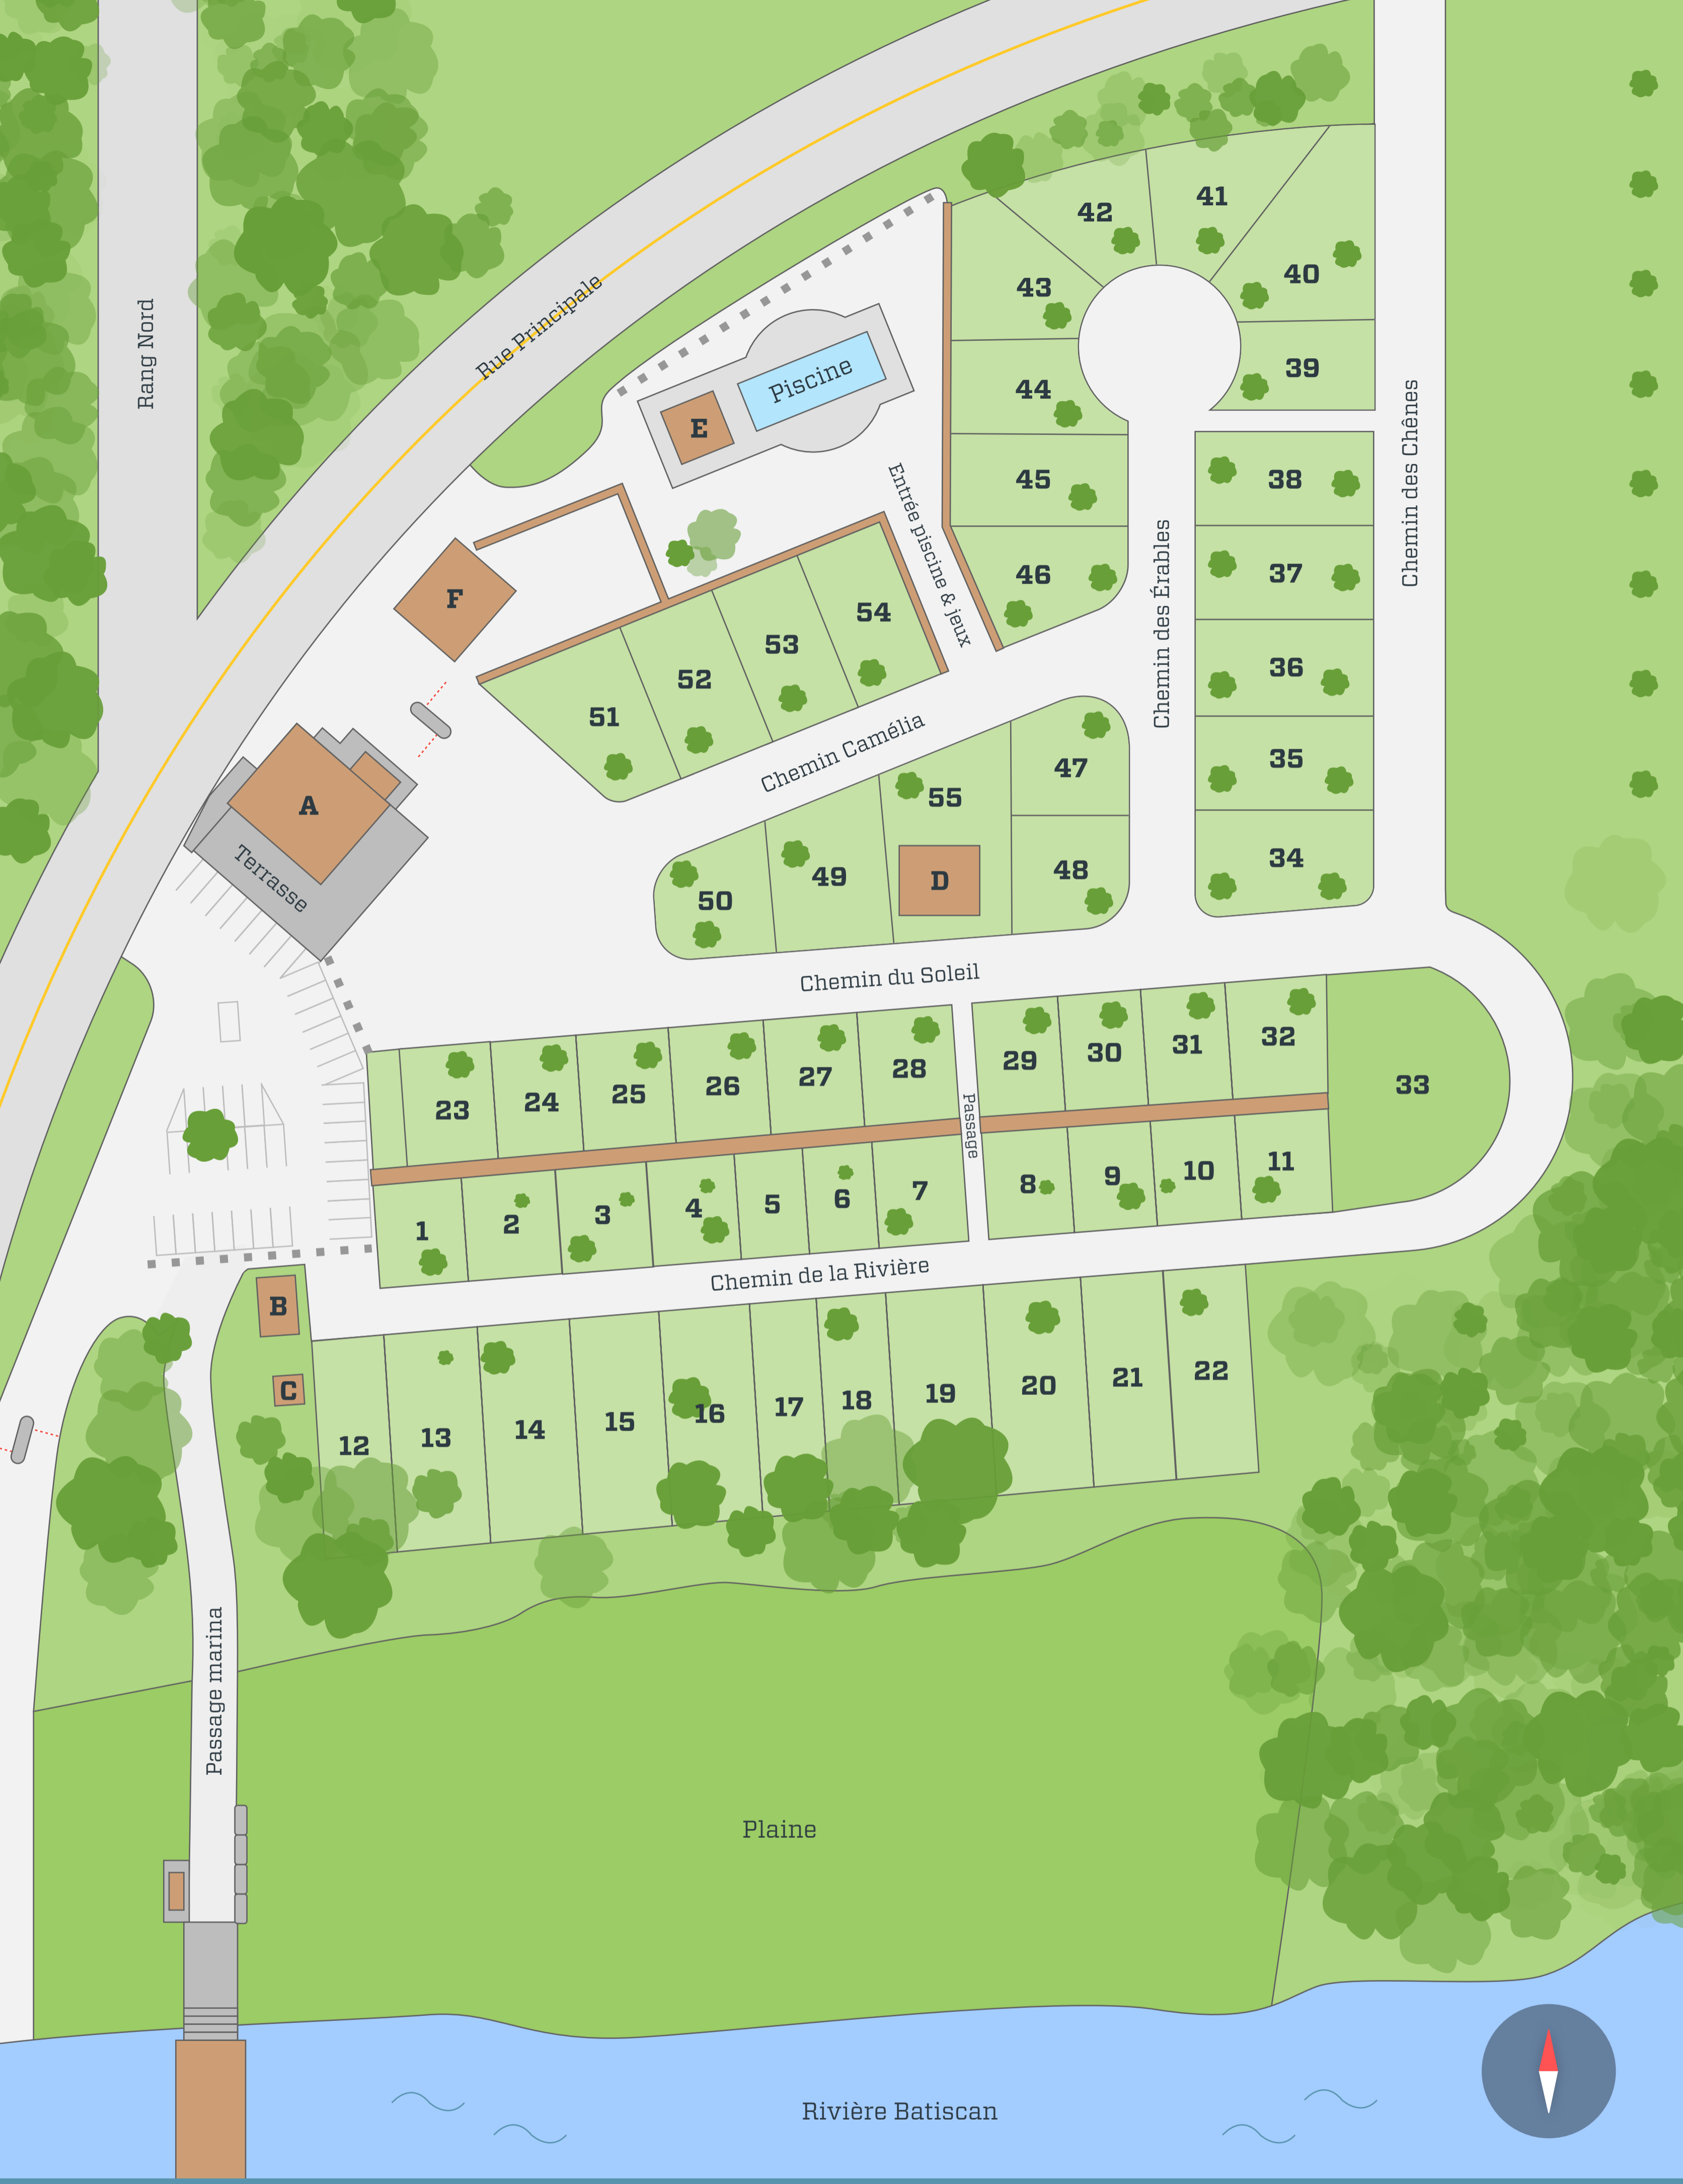 Rang Nord
Rue Principale
41
42
40
43
39
Piscine
44
E
45
38
Entrée piscine & jeux
Chemin des Chênes
46
37
F
54
Chemin des Érables
53
36
52
51
Chemin Camélia
35
47
55
A
34
48
49
D
50
Terrasse
Chemin du Soleil
32
31
30
29
28
27
26
25
24
23
33
Passage
11
10
9
8
7
6
5
4
3
2
1
Chemin de la Rivière
B
C
22
21
20
19
18
17
16
15
14
13
12
Passage marina
Plaine
Rivière Batiscan